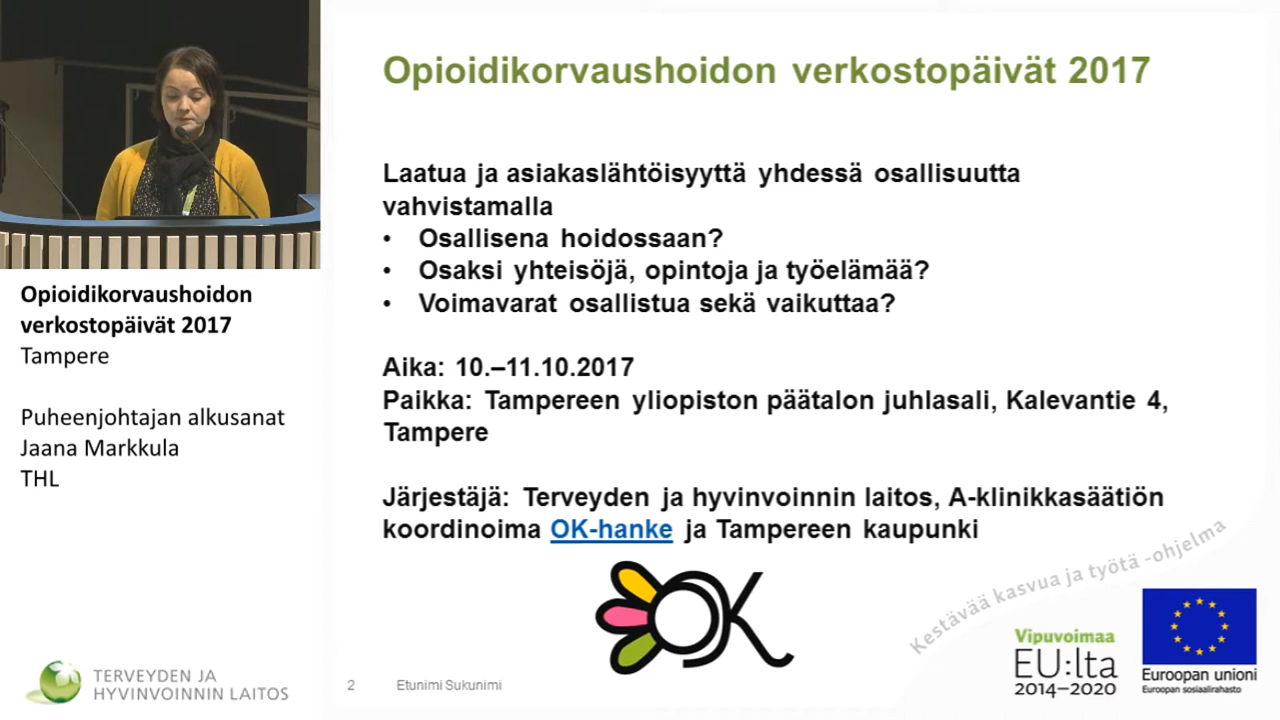 Opioidikorvaushoidon verkostopäivät 2017
Laatua ja asiakaslähtöisyyttä yhdessä osallisuutta
vahvistamalla
• Osallisena hoidossaan?
• Osaksi yhteisöjä, opintoja ja työelämää?
• Voimavarat osallistua sekä vaikuttaa?
Aika: 10.–11.10.2017
Paikka: Tampereen yliopiston päätalon juhlasali, Kalevantie 4,
Tampere
Järjestäjä: Terveyden ja hyvinvoinnin laitos, A-klinikkasäätiön
koordinoima OK-hanke ja Tampereen kaupunki
OK
Kestävää kasvua ja työtä -ohjelma
Vipuvoimaa
EU:lta
2014–2020
Euroopan unioni
Euroopan sosiaalirahasto
2 Etunimi Sukunimi
Opioidikorvaushoidon
verkostopäivät 2017
Tampere
Puheenjohtajan alkusanat
Jaana Markkula
THL
TERVEYDEN JA
HYVINVOINNIN LAITOS